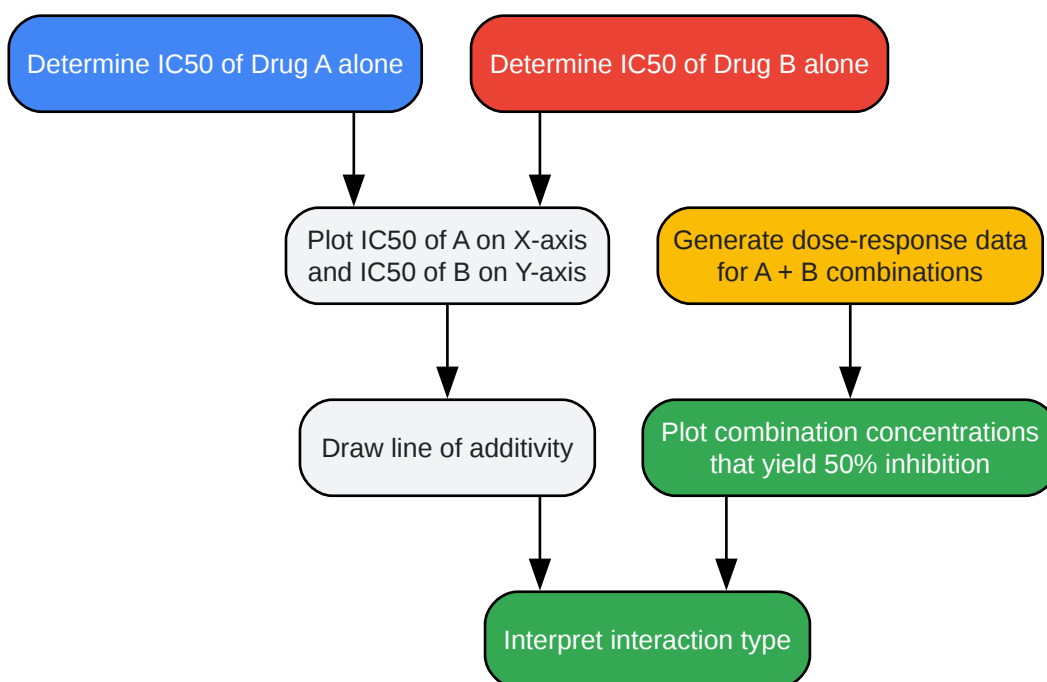 Determine IC50 of Drug A alone
Determine IC50 of Drug B alone
Plot IC50 of A on X-axis
and IC50 of B on Y-axis
Generate dose-response data
for A + B combinations
Draw line of additivity
Plot combination concentrations
that yield 50% inhibition
Interpret interaction type